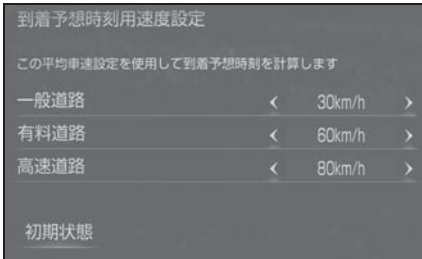 到着予想時刻用速度設定
この平均車速設定を使用して到着予想時刻を計算します
一般道路 < 30km/h >
有料道路 < 60km/h >
高速道路 < 80km/h >
初期状態